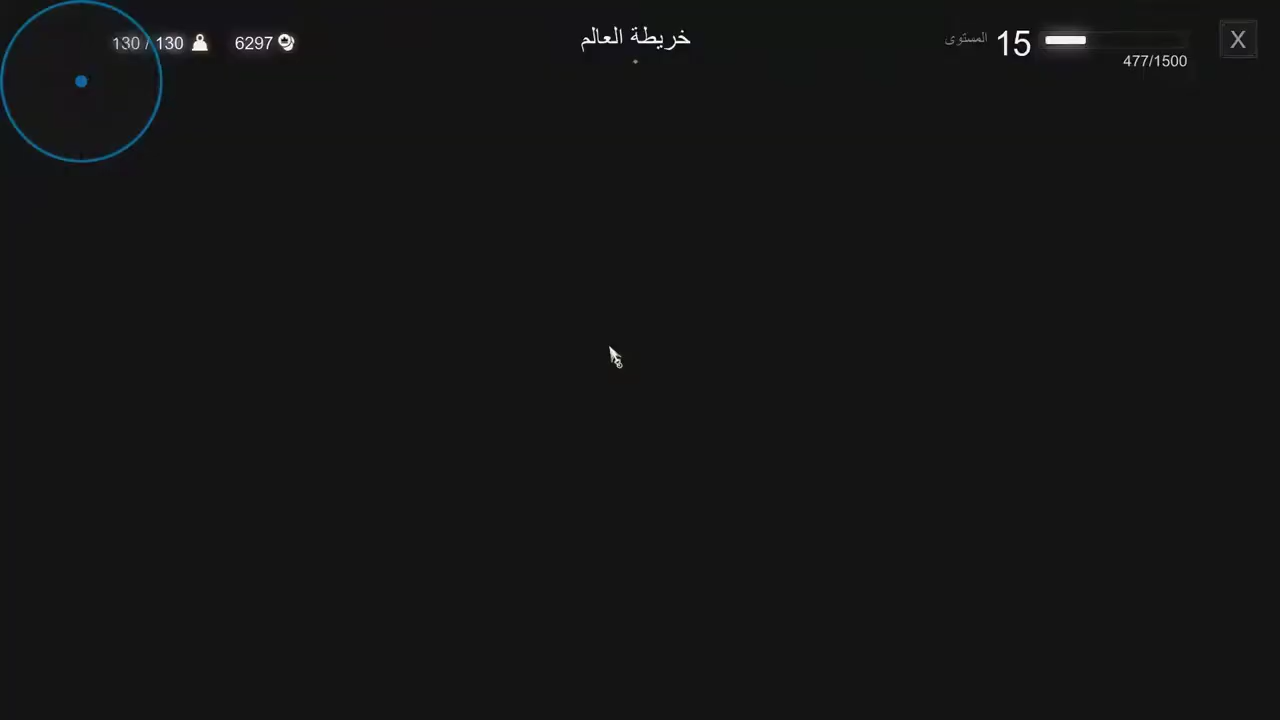 130 / 130
6297
خريطة العالم
المستوى 15
477/1500
X